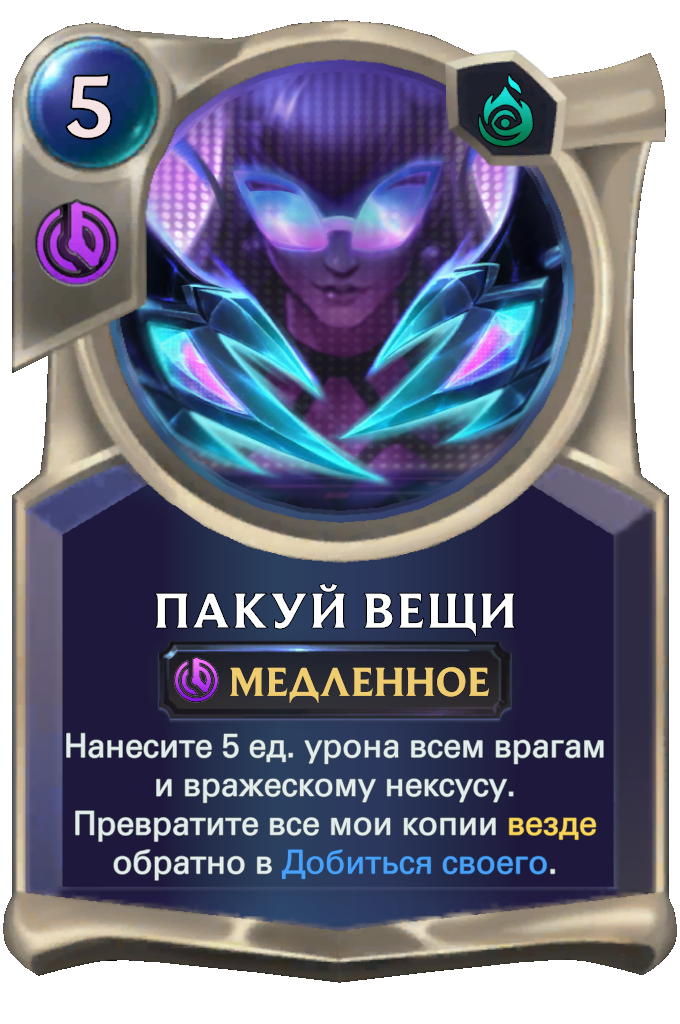 5
ПАКУЙ ВЕЩИ
МЕДЛЕННОЕ
Нанесите 5 ед. урона всем врагам
и вражескому нексусу.
Превратите все мои копии везде
обратно в Добиться своего.